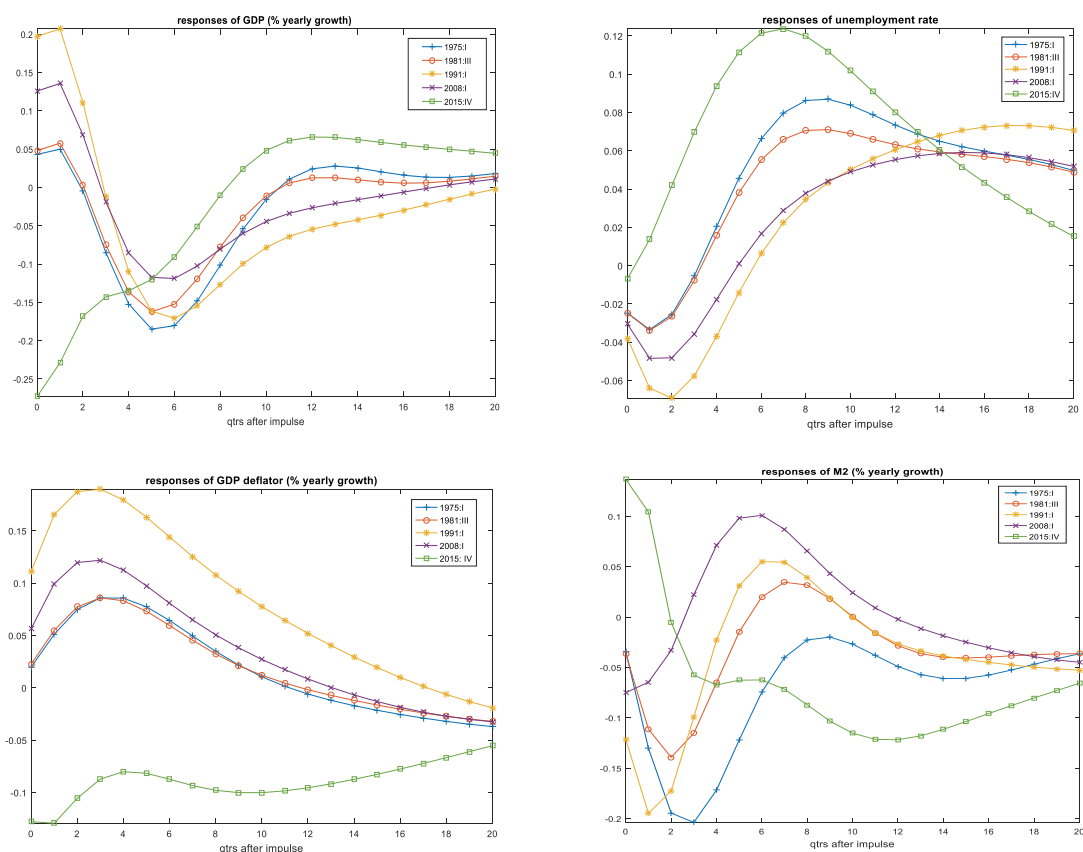 responses of GDP (% yearly growth)
0.2
0.15
0.1
0.05
0
-0.05
-0.1
-0.15
-0.2
-0.25
1975:I
1981:III
1991:I
2008:I
2015:IV
0 2 4 6 8 10 12 14 16 18 20
qtrs after impulse
responses of unemployment rate
0.12
0.1
0.08
0.06
0.04
0.02
0
-0.02
-0.04
-0.06
1975:I
1981:III
1991:I
2008:I
2015:IV
0 2 4 6 8 10 12 14 16 18 20
qtrs after impulse
responses of GDP deflator (% yearly growth)
0.15
0.1
0.05
0
-0.05
-0.1
1975:I
1981:III
1991:I
2008:I
2015: IV
0 2 4 6 8 10 12 14 16 18 20
qtrs after impulse
responses of M2 (% yearly growth)
0.1
0.05
0
-0.05
-0.1
-0.15
-0.2
1975:I
1981:III
1991:I
2008:I
2015:IV
0 2 4 6 8 10 12 14 16 18 20
qtrs after impulse